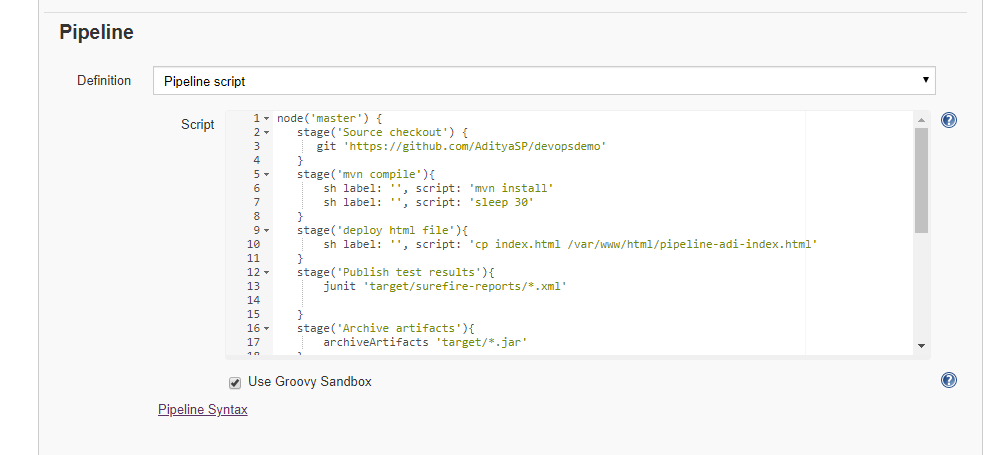 Pipeline
Definition
Pipeline script
Script
1 node('master') {
2 stage('Source checkout') {
3 git 'https://github.com/AdityaSP/devopsdemo'
4 }
5 stage('mvn compile'){
6 sh label: '', script: 'mvn install'
7 sh label: '', script: 'sleep 30'
8 }
9 stage('deploy html file'){
10 sh label: '', script: 'cp index.html /var/www/html/pipeline-adi-index.html'
11 }
12 stage('Publish test results'){
13 junit 'target/surefire-reports/*.xml'
14
15 }
16 stage('Archive artifacts'){
17 archiveArtifacts 'target/*.jar'
18 }
Use Groovy Sandbox
Pipeline Syntax